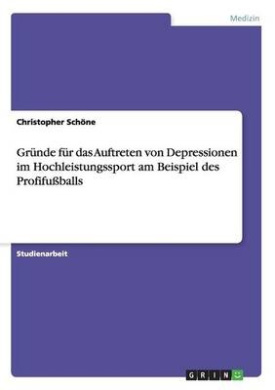 Medizin
Christopher Schöne
Gründe für das Auftreten von Depressionen
im Hochleistungssport am Beispiel des
Profifußballs
Studienarbeit
GRIN